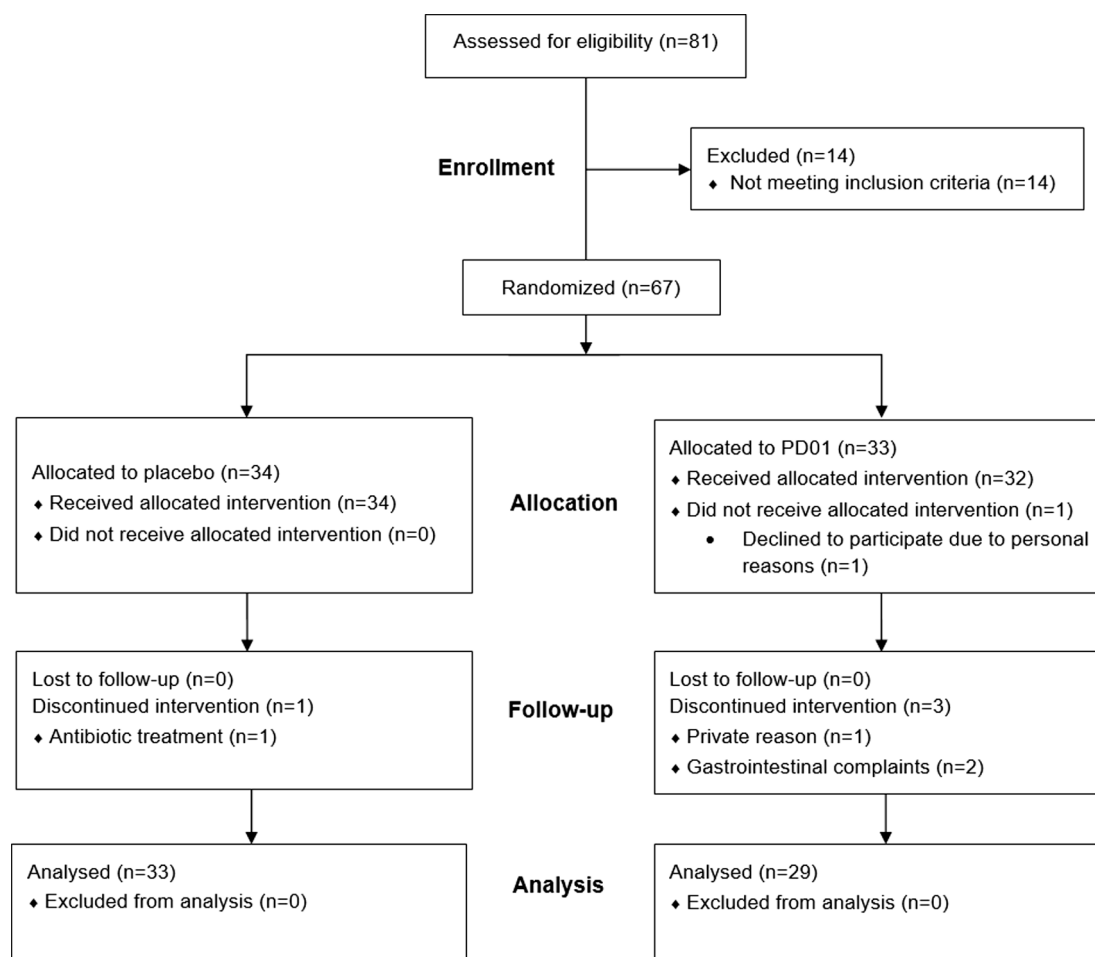 Assessed for eligibility (n=81)
Enrollment
Excluded (n=14)
♦ Not meeting inclusion criteria (n=14)
Randomized (n=67)
Allocated to placebo (n=34)
♦ Received allocated intervention (n=34)
♦ Did not receive allocated intervention (n=0)
Allocation
Allocated to PD01 (n=33)
♦ Received allocated intervention (n=32)
♦ Did not receive allocated intervention (n=1)
• Declined to participate due to personal
reasons (n=1)
Lost to follow-up (n=0)
Discontinued intervention (n=1)
♦ Antibiotic treatment (n=1)
Follow-up
Lost to follow-up (n=0)
Discontinued intervention (n=3)
♦ Private reason (n=1)
♦ Gastrointestinal complaints (n=2)
Analysed (n=33)
♦ Excluded from analysis (n=0)
Analysis
Analysed (n=29)
♦ Excluded from analysis (n=0)